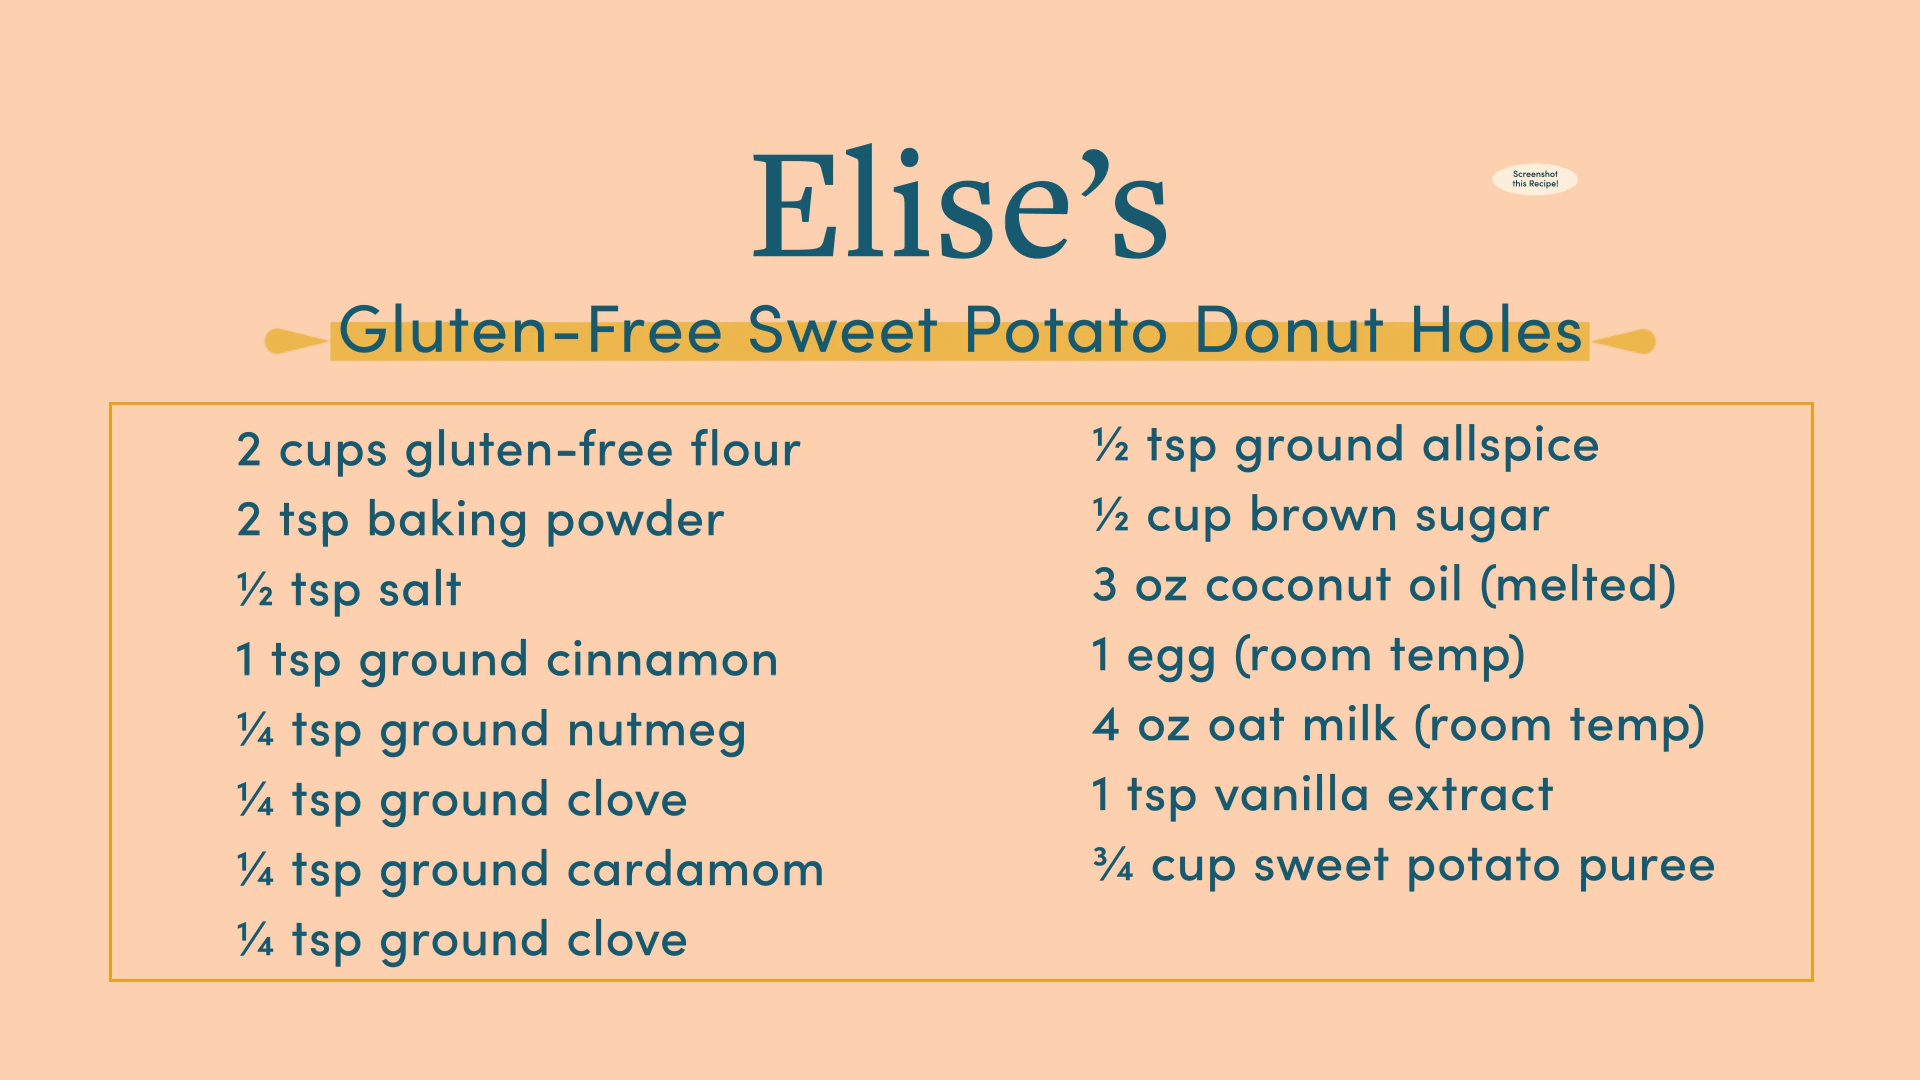 Elise’s
Screenshot
this Recipe!
Gluten-Free Sweet Potato Donut Holes
2 cups gluten-free flour
2 tsp baking powder
½ tsp salt
1 tsp ground cinnamon
¼ tsp ground nutmeg
¼ tsp ground clove
¼ tsp ground cardamom
¼ tsp ground clove
½ tsp ground allspice
½ cup brown sugar
3 oz coconut oil (melted)
1 egg (room temp)
4 oz oat milk (room temp)
1 tsp vanilla extract
¾ cup sweet potato puree